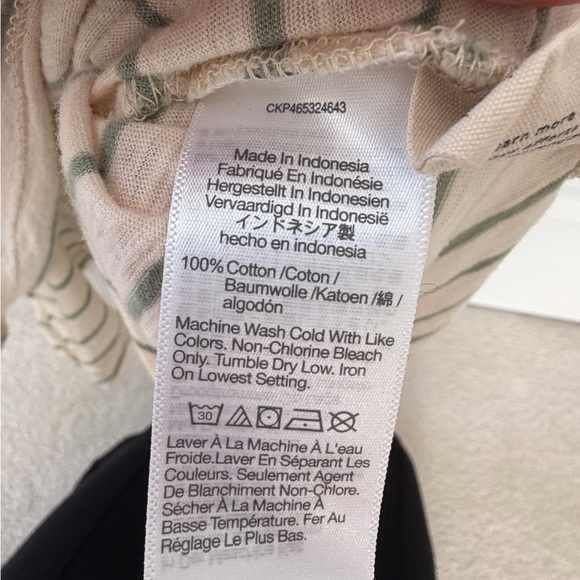 CKP465324643
Made In Indonesia
Fabriqué En Indonésie
Hergestellt In Indonesien
Vervaardigd In Indonesië
インドネシア製
hecho en indonesia
100% Cotton /Coton /
Baumwolle /Katoen /綿 /
algodón
Machine Wash Cold With Like
Colors. Non-Chlorine Bleach
Only. Tumble Dry Low. Iron
On Lowest Setting.
30
Laver À La Machine À L'eau
Froide.Laver En Séparant Les
Couleurs. Seulement Agent
De Blanchiment Non-Chlore.
Sécher À La Machine À
Basse Température. Fer Au
Réglage Le Plus Bas.
more